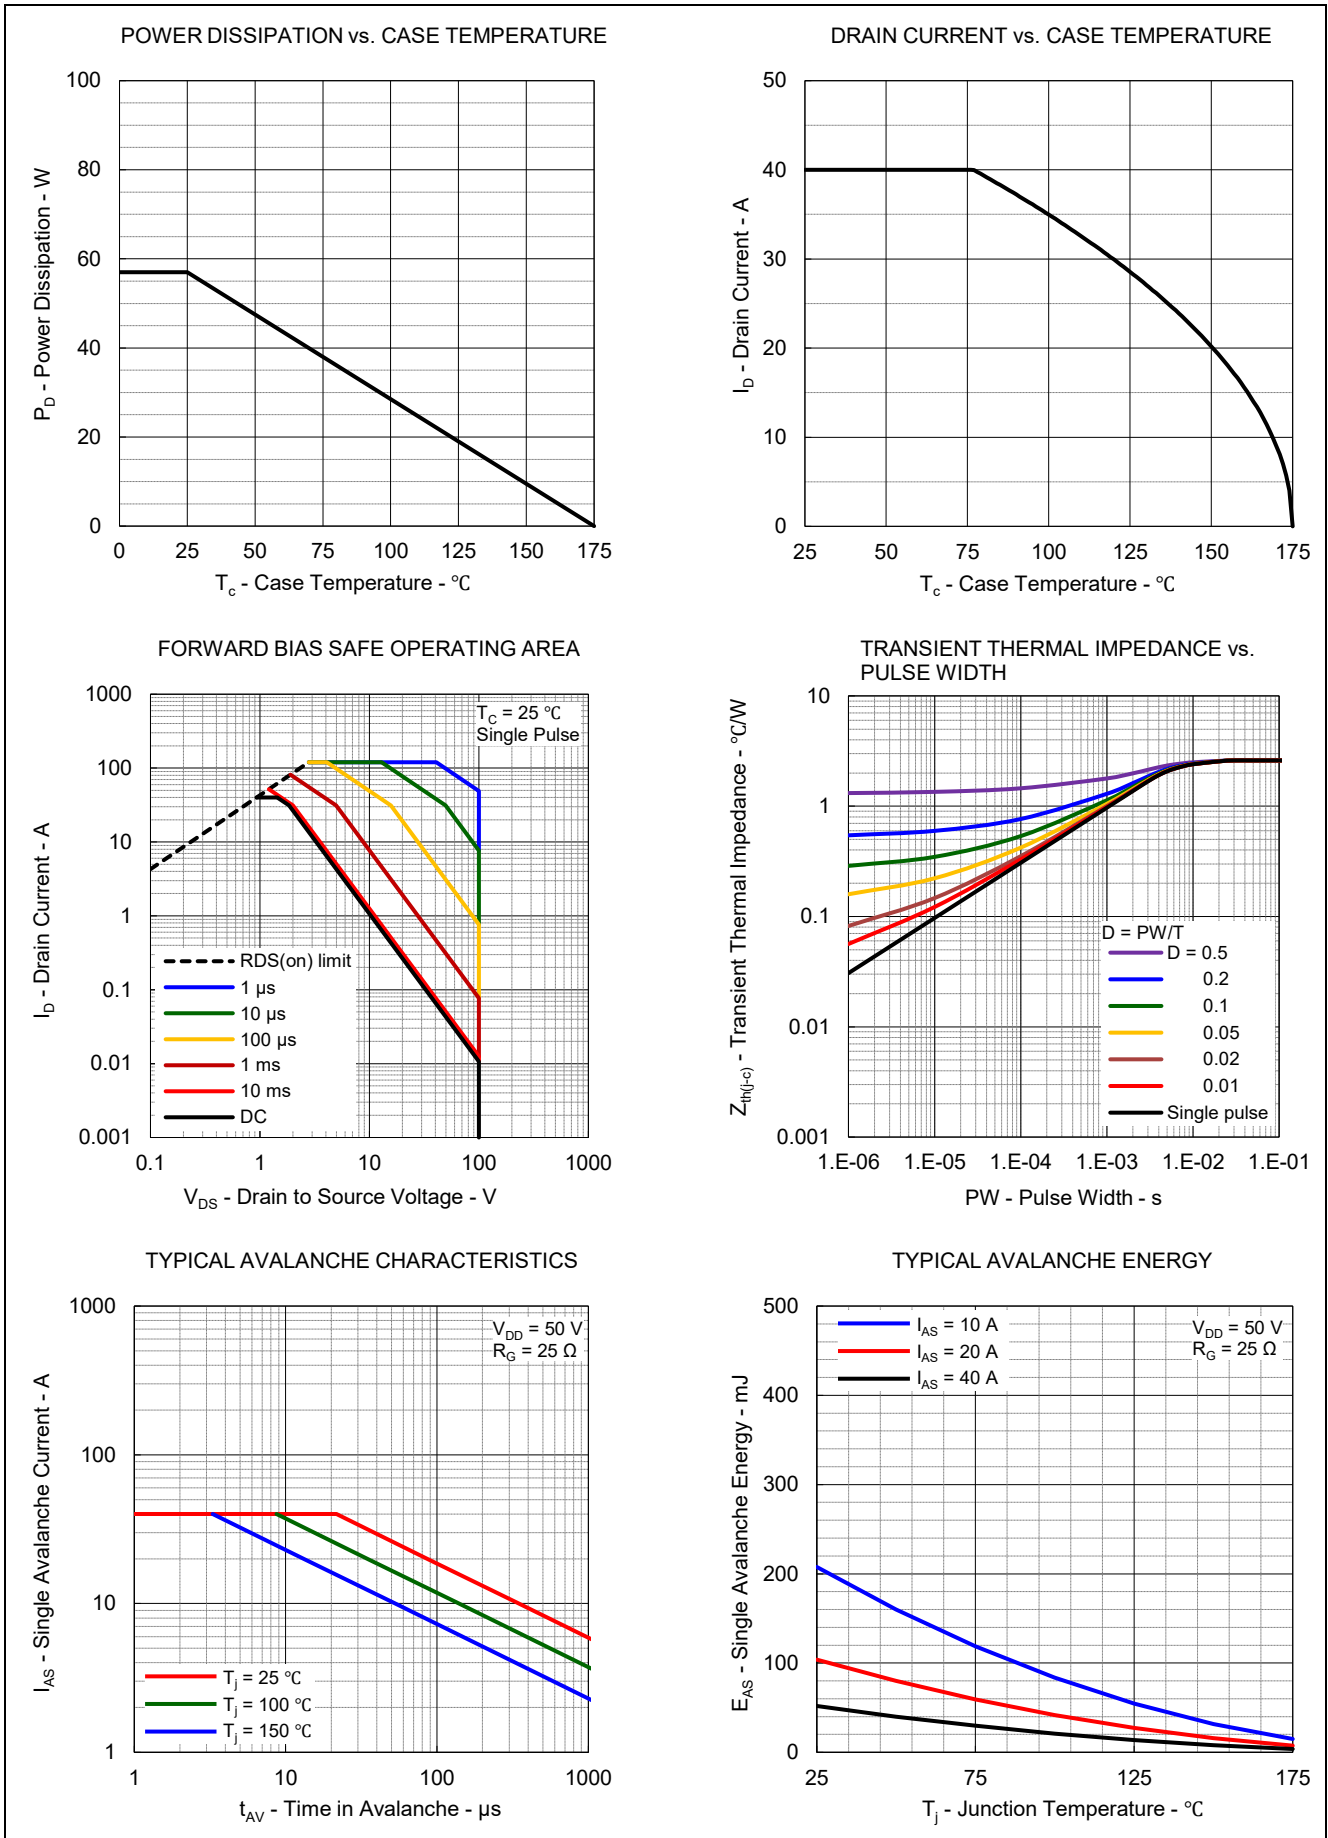 POWER DISSIPATION vs. CASE TEMPERATURE
100
80
60
40
20
0
P_D - Power Dissipation - W
0 25 50 75 100 125 150 175
T_c - Case Temperature - ℃
DRAIN CURRENT vs. CASE TEMPERATURE
50
40
30
20
10
0
I_D - Drain Current - A
25 50 75 100 125 150 175
T_c - Case Temperature - ℃
FORWARD BIAS SAFE OPERATING AREA
1000
100
10
1
0.1
0.01
0.001
I_D - Drain Current - A
T_C = 25 ℃
Single Pulse
RDS(on) limit
1 µs
10 µs
100 µs
1 ms
10 ms
DC
0.1 1 10 100 1000
V_DS - Drain to Source Voltage - V
TRANSIENT THERMAL IMPEDANCE vs.
PULSE WIDTH
10
1
0.1
0.01
0.001
Z_th(j-c) - Transient Thermal Impedance - ℃/W
D = PW/T
D = 0.5
0.2
0.1
0.05
0.02
0.01
Single pulse
1.E-06 1.E-05 1.E-04 1.E-03 1.E-02 1.E-01
PW - Pulse Width - s
TYPICAL AVALANCHE CHARACTERISTICS
1000
100
10
1
I_AS - Single Avalanche Current - A
V_DD = 50 V
R_G = 25 Ω
T_j = 25 ℃
T_j = 100 ℃
T_j = 150 ℃
1 10 100 1000
t_AV - Time in Avalanche - µs
TYPICAL AVALANCHE ENERGY
500
400
300
200
100
0
E_AS - Single Avalanche Energy - mJ
I_AS = 10 A
I_AS = 20 A
I_AS = 40 A
V_DD = 50 V
R_G = 25 Ω
25 75 125 175
T_j - Junction Temperature - ℃